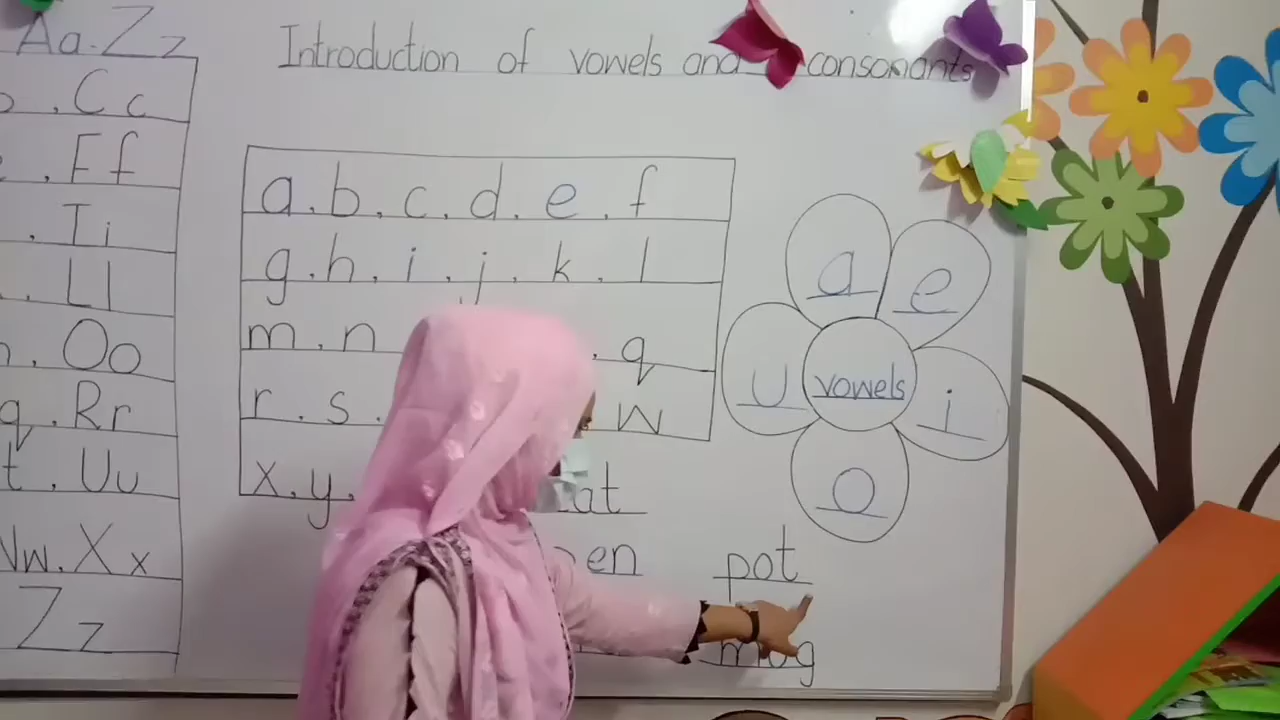 Introduction of vowels and consonants
Aa - Zz
. Cc
. Ff
. Ii
. Ll
. Oo
q . Rr
t . Uu
Ww . Xx
Zz
a . b . c . d . e . f
g . h . i . j . k . l
m . n . q
r . s . w
x . y .
a
e
i
o
u
vowels
at
en
pot